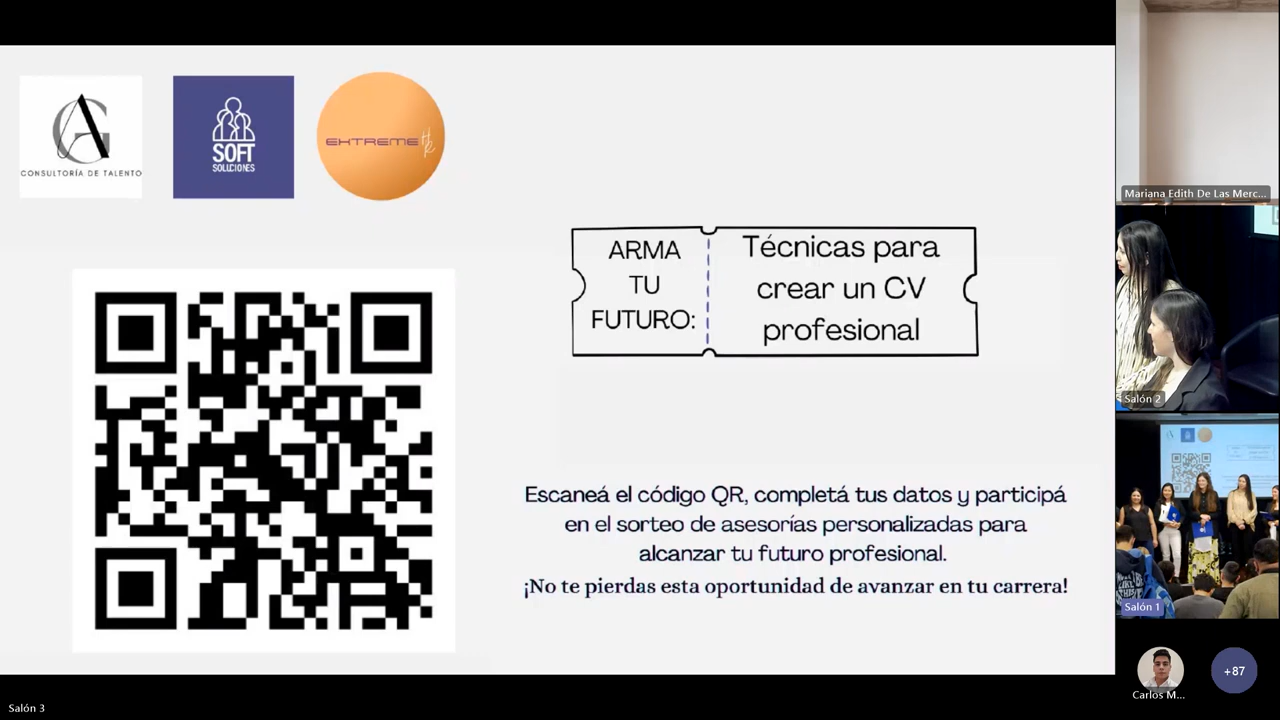 AG
CONSULTORÍA DE TALENTO
SOFT
SOLUCIONES
EXTREME HR
ARMA
TU
FUTURO:
Técnicas para
crear un CV
profesional
Escaneá el código QR, completá tus datos y participá
en el sorteo de asesorías personalizadas para
alcanzar tu futuro profesional.
¡No te pierdas esta oportunidad de avanzar en tu carrera!
Mariana Edith De Las Merc...
Salón 2
Salón 1
Carlos M...
+87
Salón 3